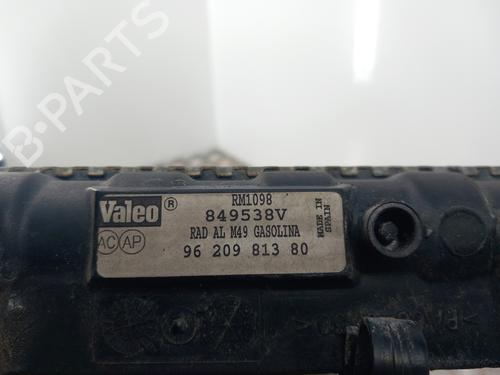 RM1098
Valeo ®
849538V
RAD AL M49 GASOLINA
AC AP
96 209 813 80
MADE IN
SPAIN
B-PARTS